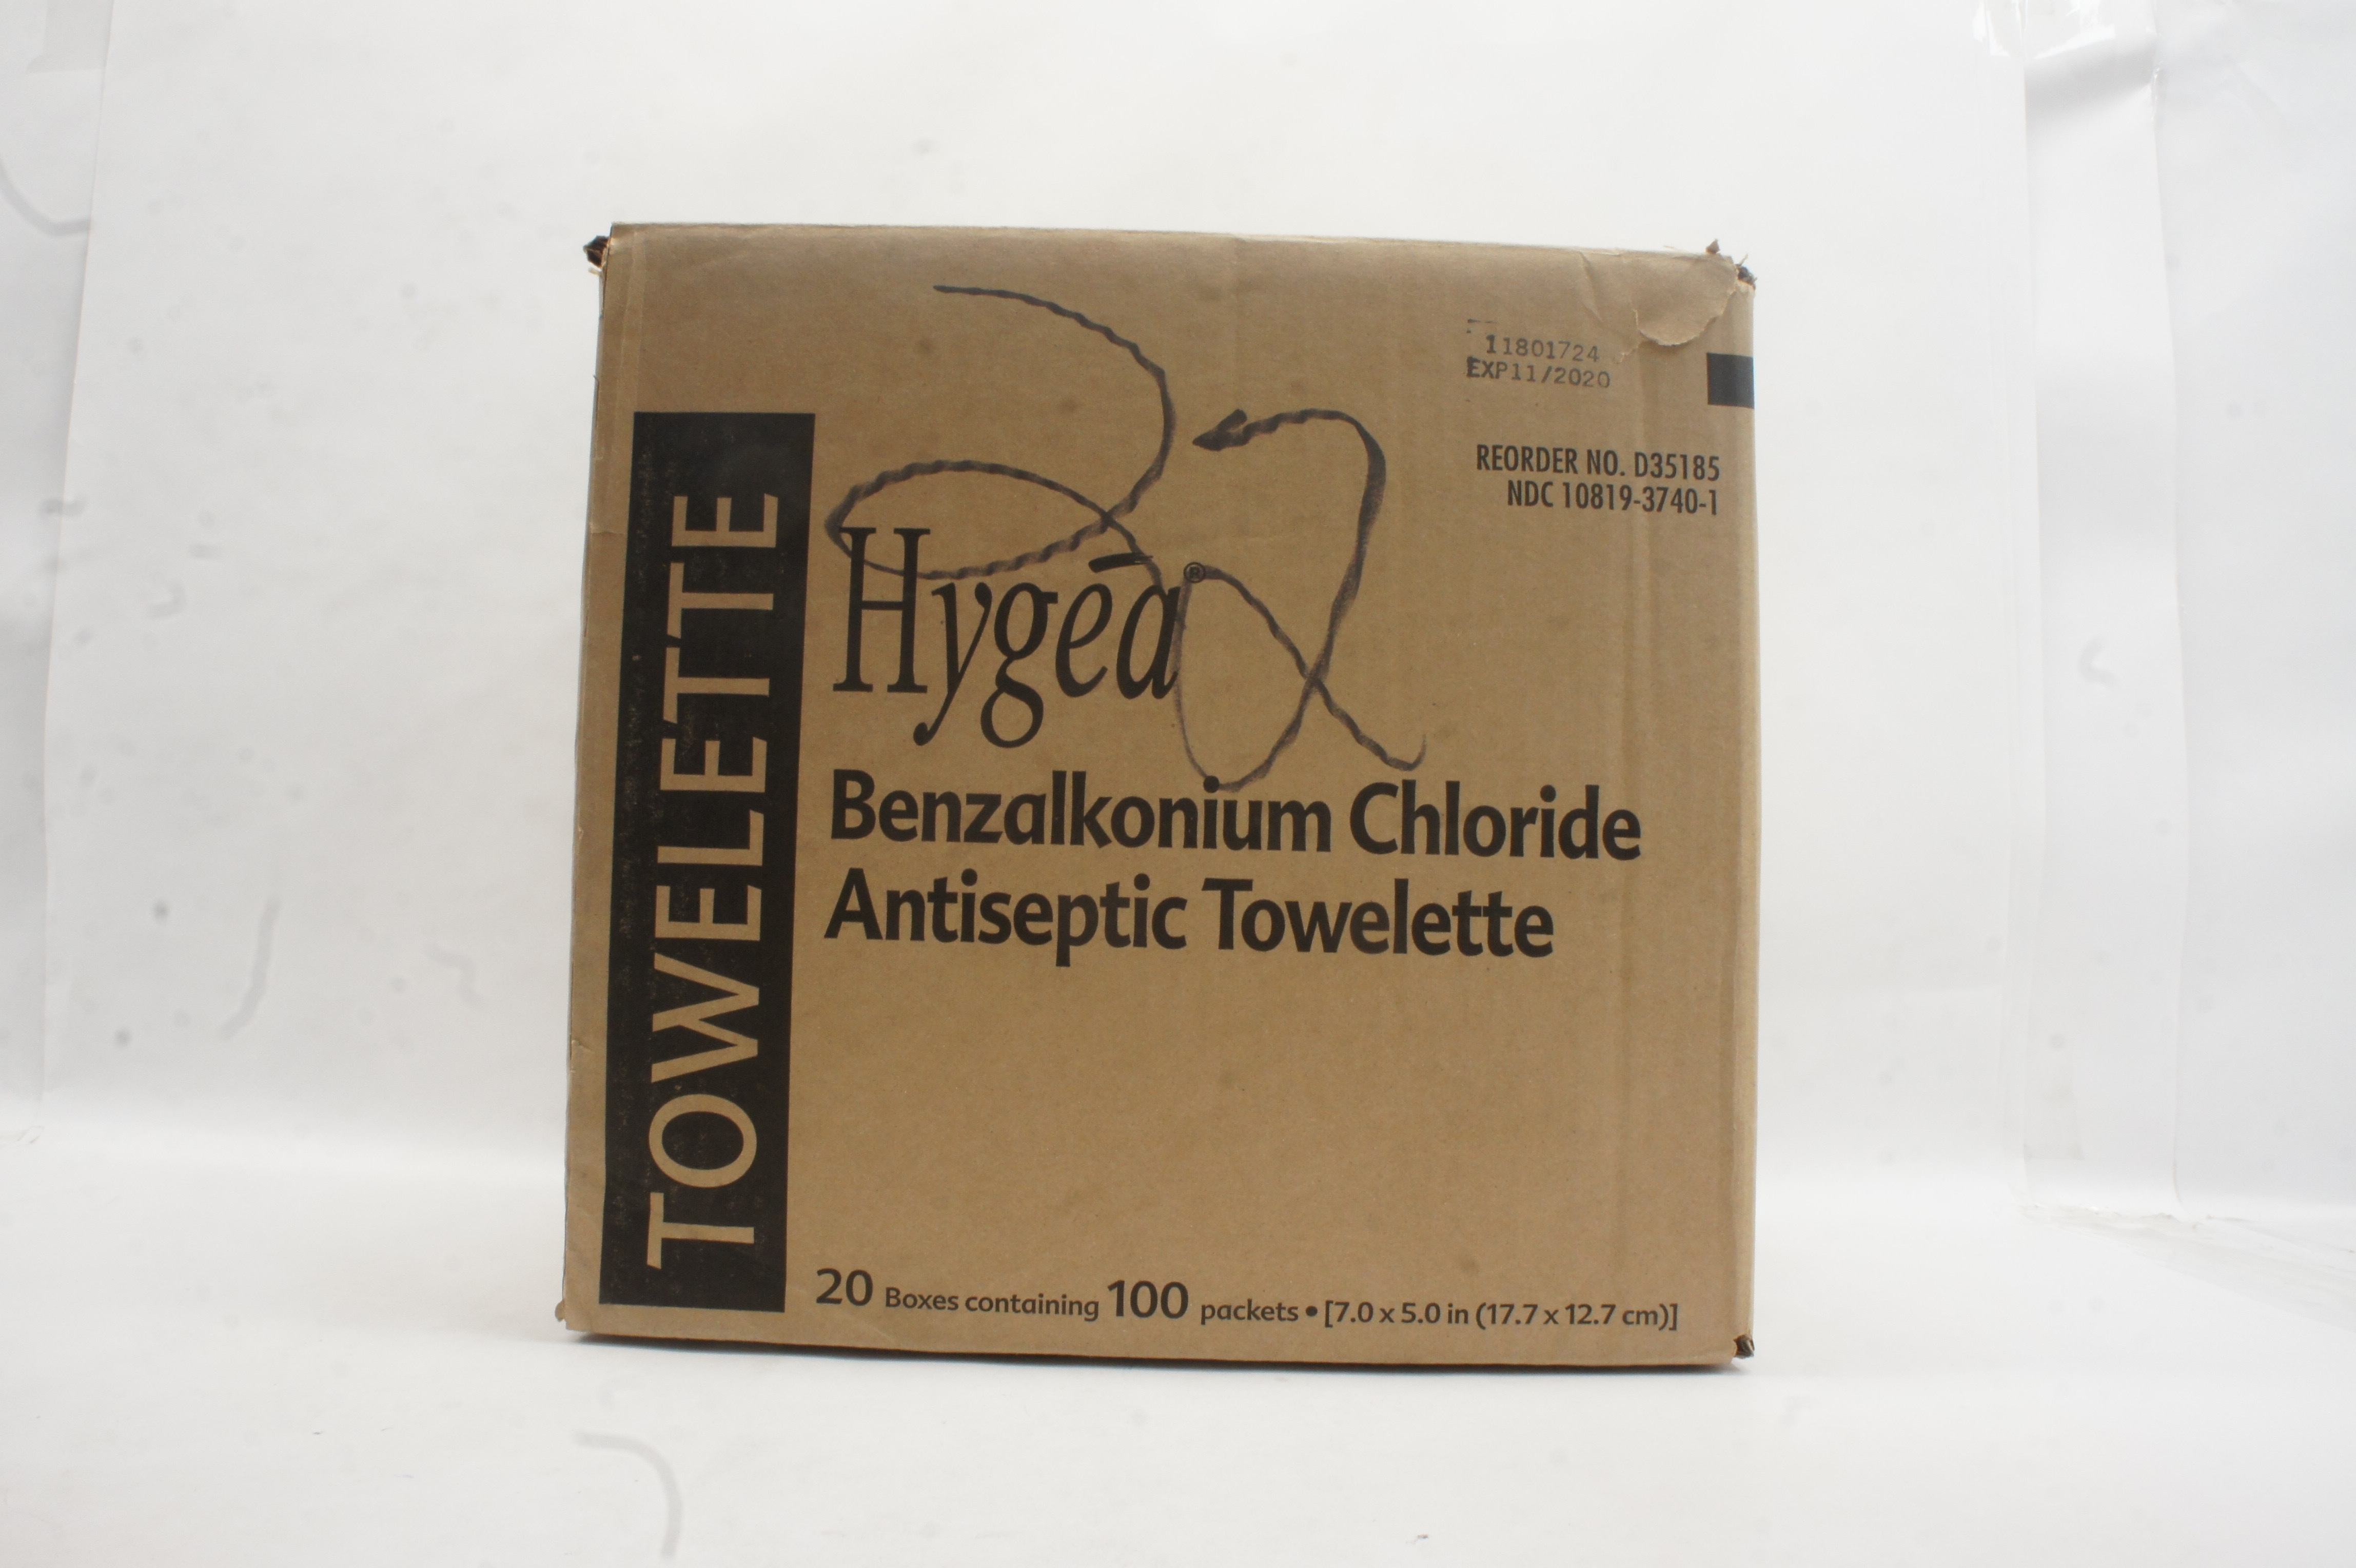 11801724
EXP11/2020
REORDER NO. D35185
NDC 10819-3740-1
TOWELETTE
Hygēa®
Benzalkonium Chloride
Antiseptic Towelette
20 Boxes containing 100 packets • [7.0 x 5.0 in (17.7 x 12.7 cm)]